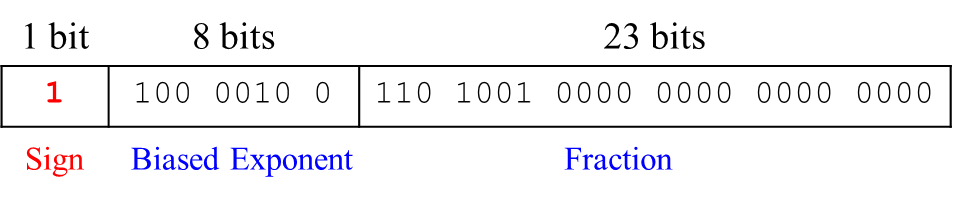 1 bit 8 bits 23 bits
1 100 0010 0 110 1001 0000 0000 0000 0000
Sign Biased Exponent Fraction